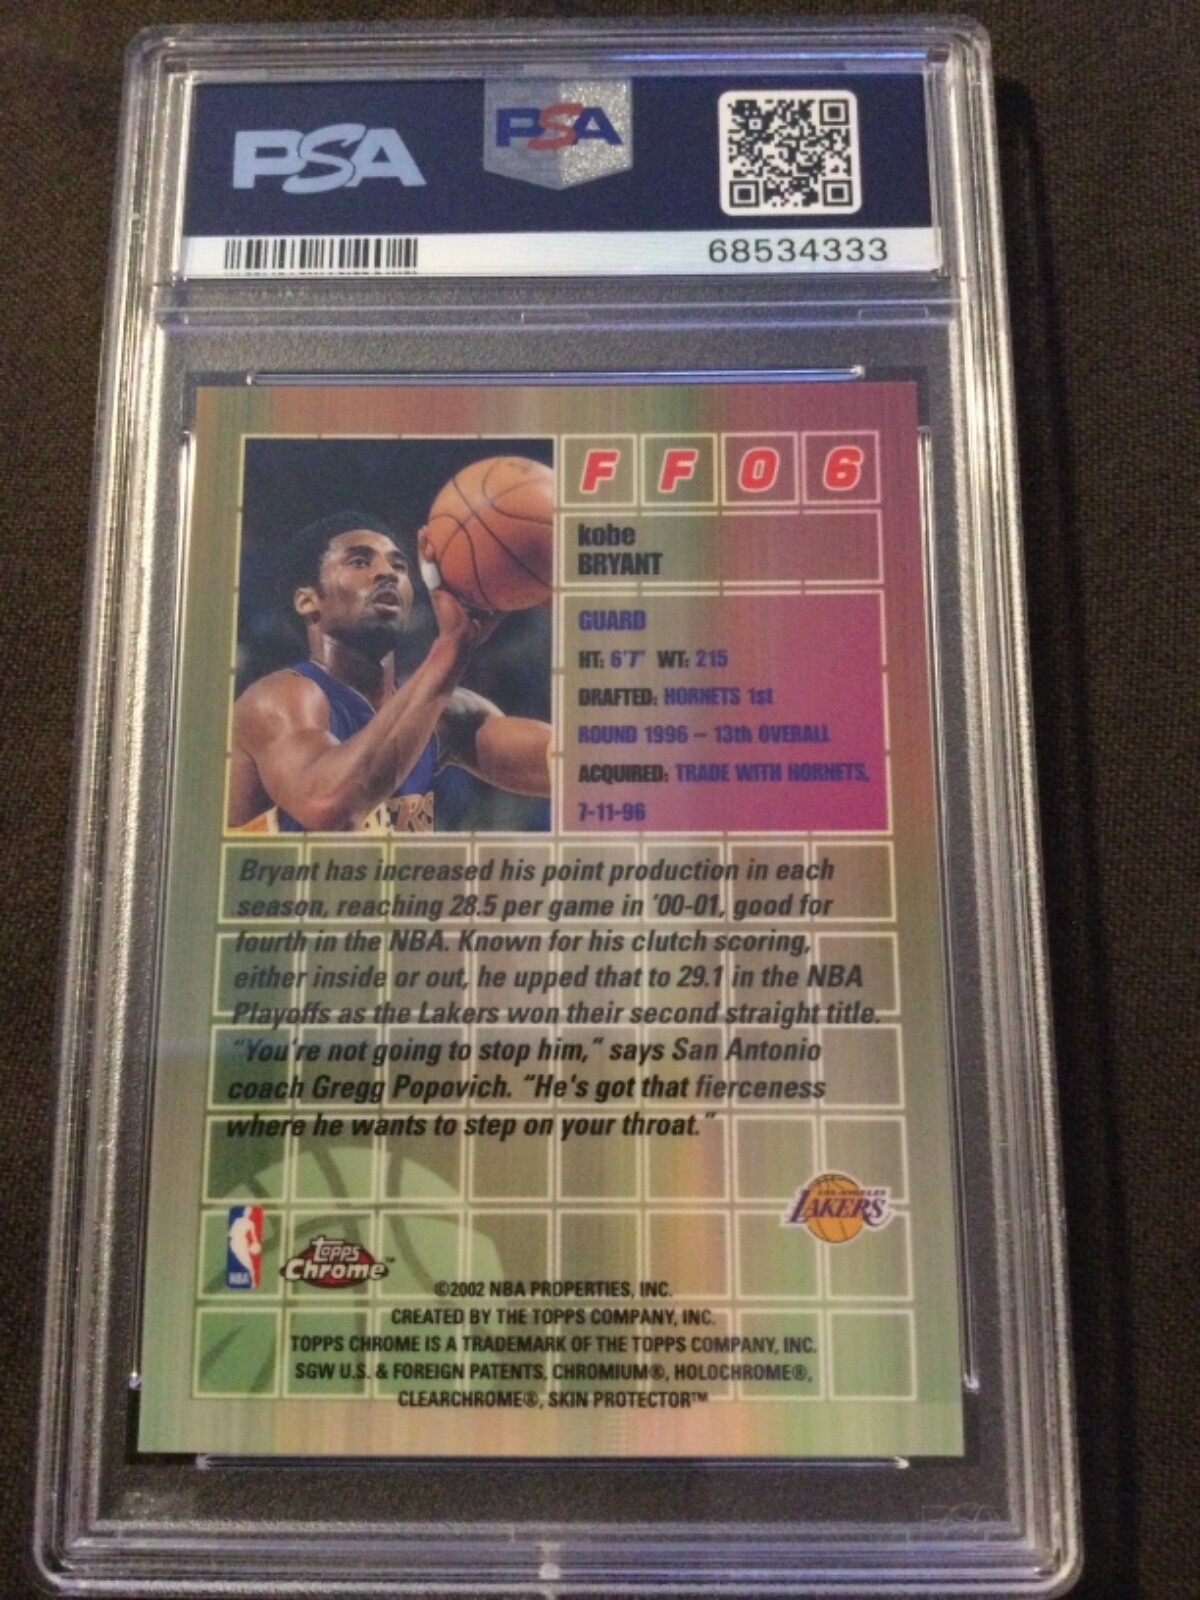 PSA
PSA
68534333
FF06
kobe
BRYANT
GUARD
HT: 6'7" WT: 215
DRAFTED: HORNETS 1st
ROUND 1996 – 13th OVERALL
ACQUIRED: TRADE WITH HORNETS,
7-11-96
Bryant has increased his point production in each
season, reaching 28.5 per game in '00-01, good for
fourth in the NBA. Known for his clutch scoring,
either inside or out, he upped that to 29.1 in the NBA
Playoffs as the Lakers won their second straight title.
"You're not going to stop him," says San Antonio
coach Gregg Popovich. "He's got that fierceness
where he wants to step on your throat."
LOS ANGELES
LAKERS
NBA
Topps
Chrome™
©2002 NBA PROPERTIES, INC.
CREATED BY THE TOPPS COMPANY, INC.
TOPPS CHROME IS A TRADEMARK OF THE TOPPS COMPANY, INC.
SGW U.S. & FOREIGN PATENTS, CHROMIUM®, HOLOCHROME®,
CLEARCHROME®, SKIN PROTECTOR™